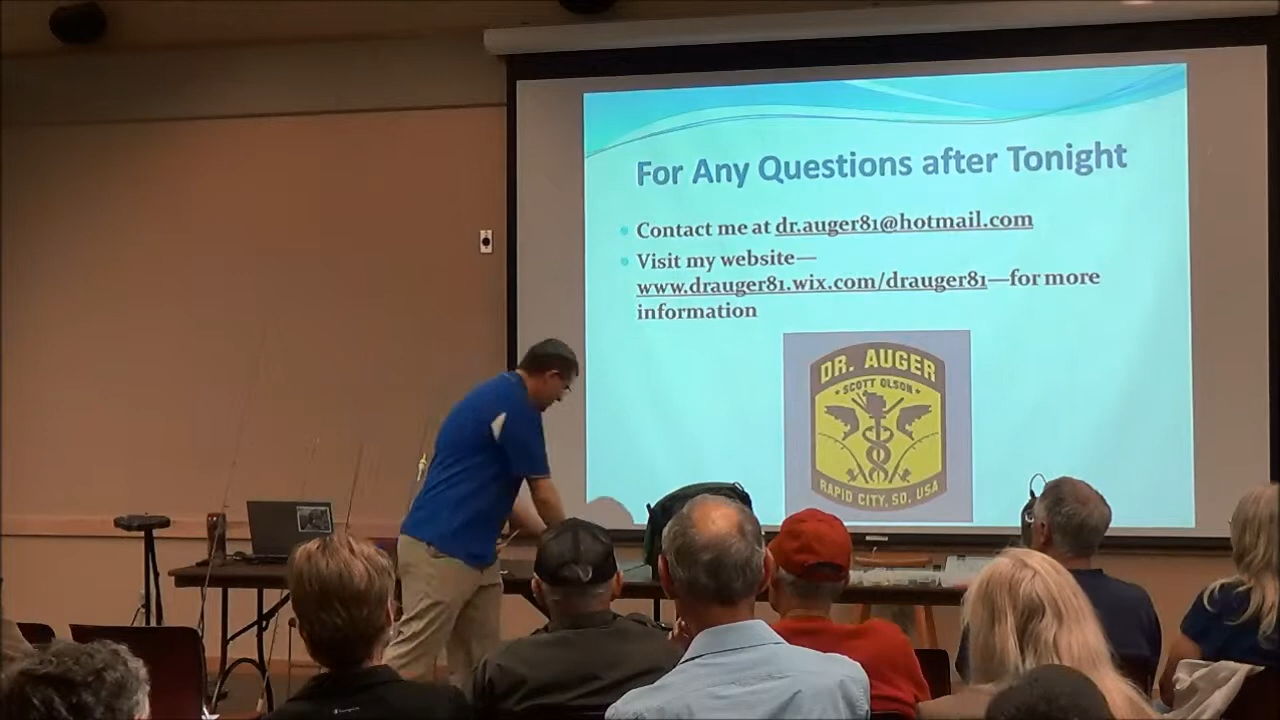 For Any Questions after Tonight
Contact me at dr.auger81@hotmail.com
Visit my website—
www.drauger81.wix.com/drauger81—for more
information
DR. AUGER
SCOTT OLSON
RAPID CITY, SD. USA